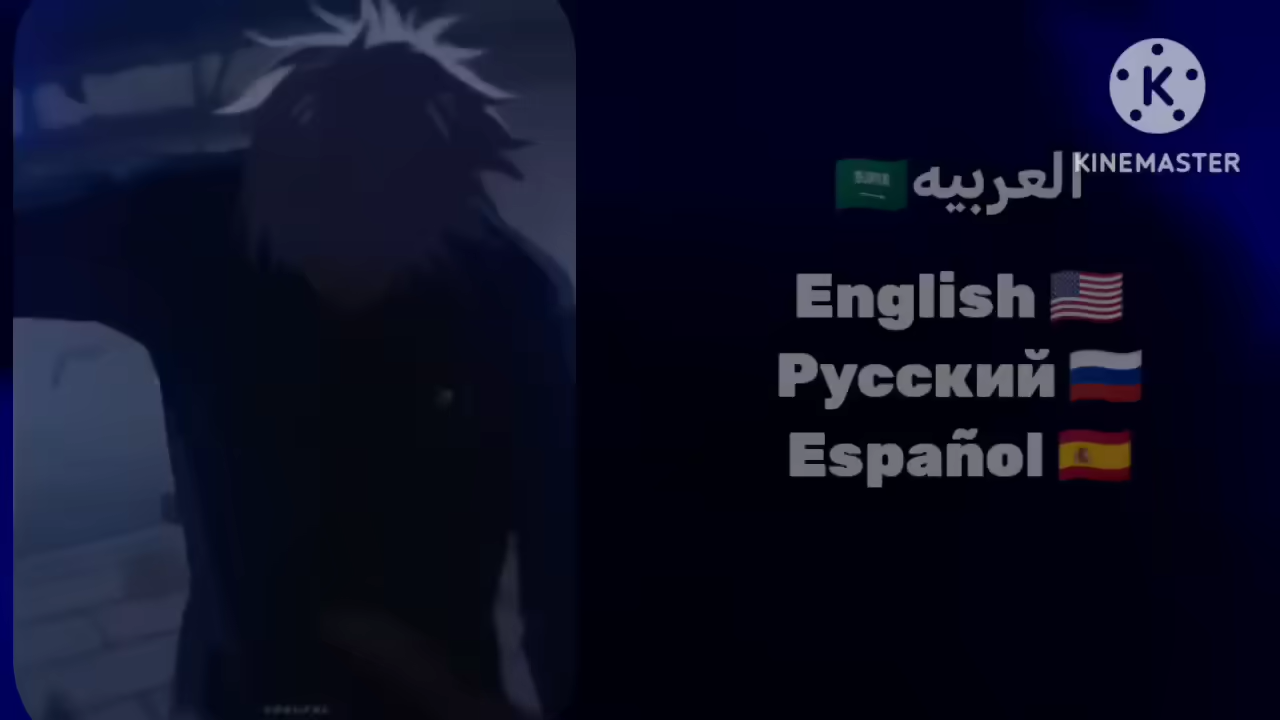 K
KINEMASTER
العربيه🇸🇦
English 🇺🇸
Русский 🇷🇺
Español 🇪🇸